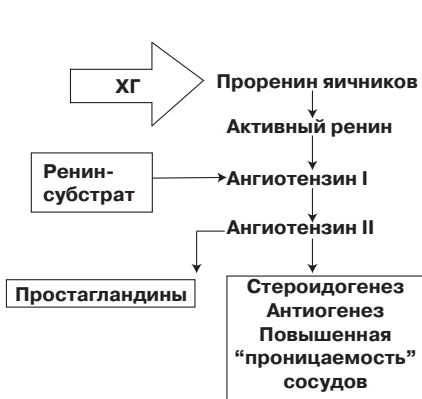 ХГ
Проренин яичников
Активный ренин
Ренин-
субстрат
Ангиотензин I
Ангиотензин II
Простагландины
Стероидогенез
Антиогенез
Повышенная
“проницаемость”
сосудов